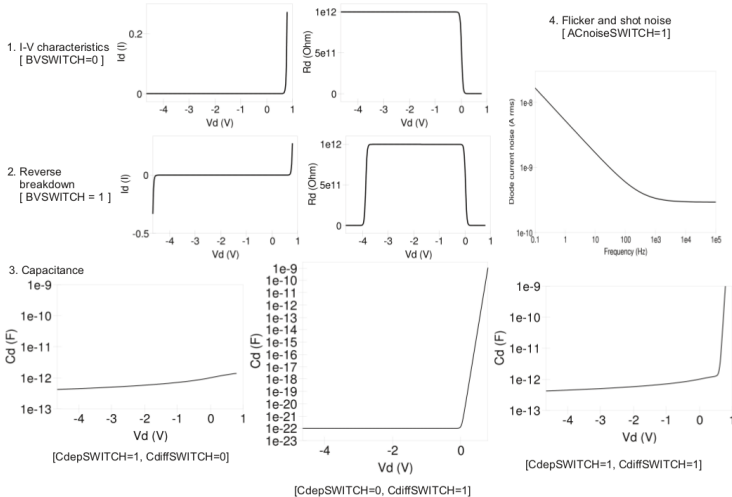 1. I-V characteristics
[ BVSWITCH=0 ]
Id (I)
0.2
0
-4 -3 -2 -1 0 1
Vd (V)
Rd (Ohm)
1e12
5e11
0
-4 -3 -2 -1 0 1
Vd (V)
4. Flicker and shot noise
[ ACnoiseSWITCH=1]
Diode current noise (A rms)
1e-8
1e-9
1e-10
0.1 1 10 100 1e3 1e4 1e5
Frequency (Hz)
2. Reverse
breakdown
[ BVSWITCH = 1 ]
Id (I)
0
-0.5
-4 -3 -2 -1 0 1
Vd (V)
Rd (Ohm)
1e12
5e11
0
-4 -3 -2 -1 0 1
Vd (V)
3. Capacitance
Cd (F)
1e-9
1e-10
1e-11
1e-12
1e-13
-4 -3 -2 -1 0 1
Vd (V)
[CdepSWITCH=1, CdiffSWITCH=0]
Cd (F)
1e-9
1e-10
1e-11
1e-12
1e-13
1e-14
1e-15
1e-16
1e-17
1e-18
1e-19
1e-20
1e-21
1e-22
1e-23
-4 -2 0
Vd (V)
[CdepSWITCH=0, CdiffSWITCH=1]
Cd (F)
1e-9
1e-10
1e-11
1e-12
1e-13
-4 -3 -2 -1 0 1
Vd (V)
[CdepSWITCH=1, CdiffSWITCH=1]